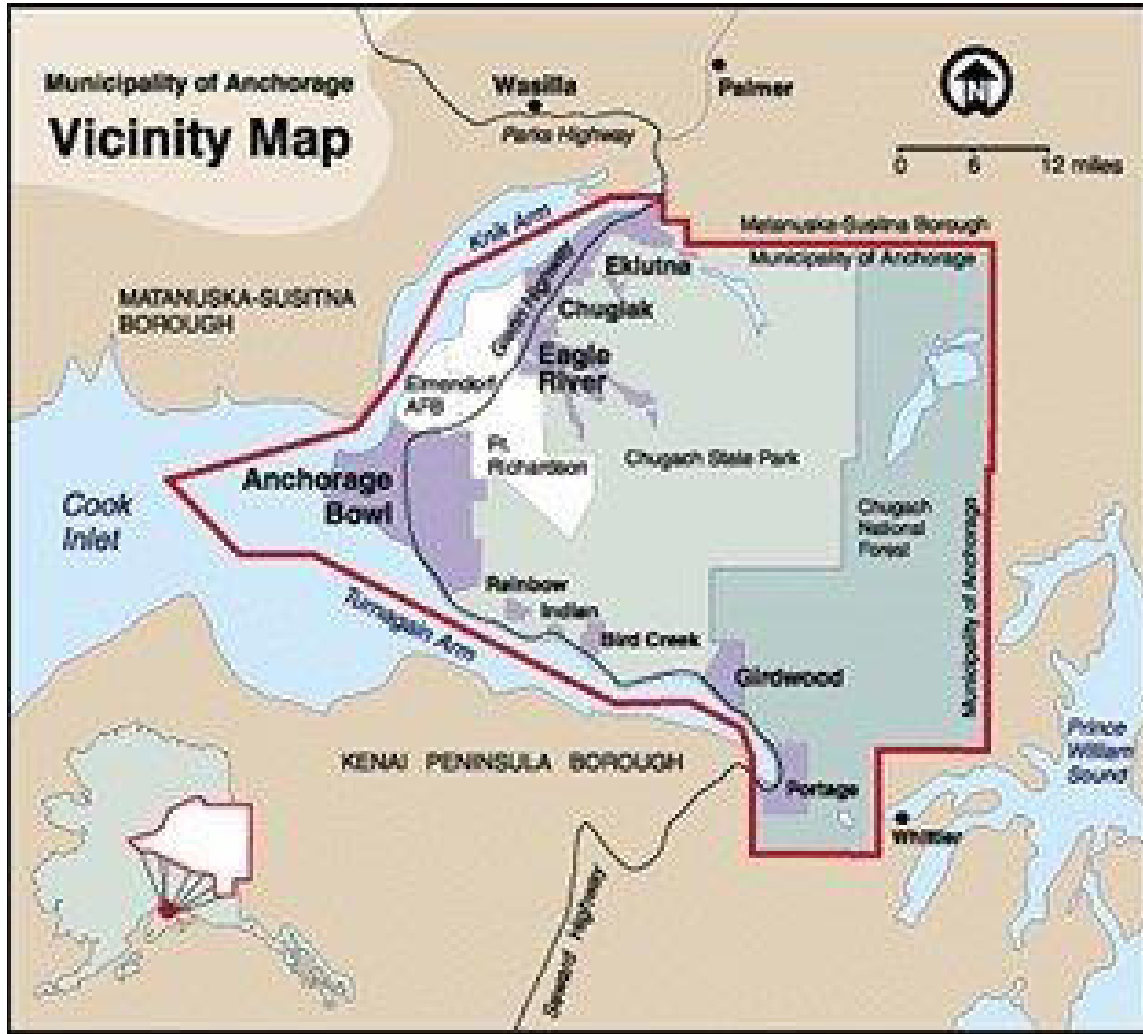 Municipality of Anchorage
Vicinity Map
Wasilla
Palmer
Parks Highway
N
0 6 12 miles
Knik Arm
Matanuska-Susitna Borough
Municipality of Anchorage
Eklutna
MATANUSKA-SUSITNA
BOROUGH
Glenn Highway
Chugiak
Eagle
River
Elmendorf
AFB
Ft.
Richardson
Chugach State Park
Anchorage
Bowl
Cook
Inlet
Chugach
National
Forest
Municipality of Anchorage
Rainbow
Indian
Bird Creek
Turnagain Arm
Girdwood
Prince
William
Sound
KENAI PENINSULA BOROUGH
Portage
Whittier
Seward Highway